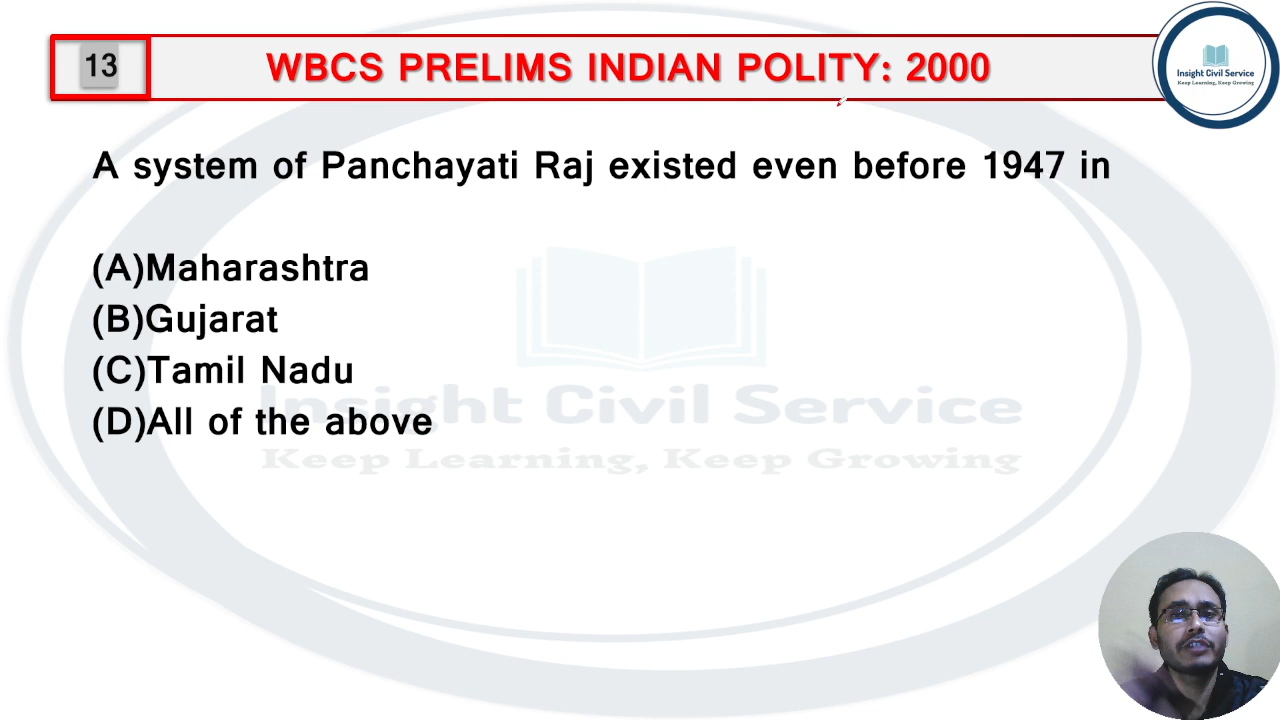 13
WBCS PRELIMS INDIAN POLITY: 2000
Insight Civil Service
Keep Learning, Keep Growing
A system of Panchayati Raj existed even before 1947 in
(A)Maharashtra
(B)Gujarat
(C)Tamil Nadu
(D)All of the above
Insight Civil Service
Keep Learning, Keep Growing